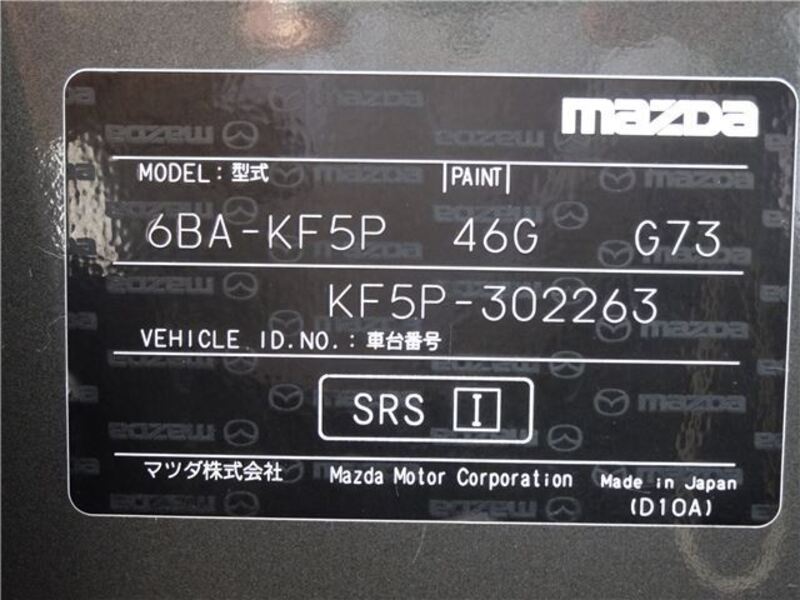 mazda
MODEL : 型式 PAINT
6BA-KF5P 46G G73
KF5P-302263
VEHICLE ID.NO. : 車台番号
SRS I
マツダ株式会社 Mazda Motor Corporation Made in Japan
(D10A)